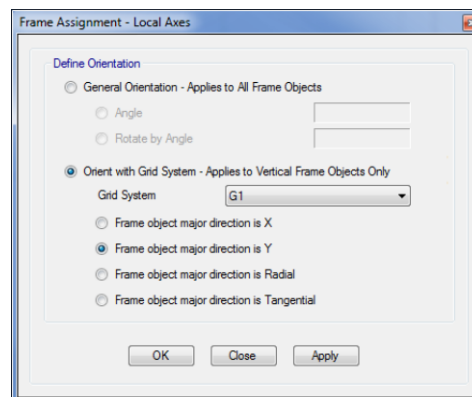 Frame Assignment - Local Axes
Define Orientation
General Orientation - Applies to All Frame Objects
Angle
Rotate by Angle
Orient with Grid System - Applies to Vertical Frame Objects Only
Grid System
G1
Frame object major direction is X
Frame object major direction is Y
Frame object major direction is Radial
Frame object major direction is Tangential
OK
Close
Apply